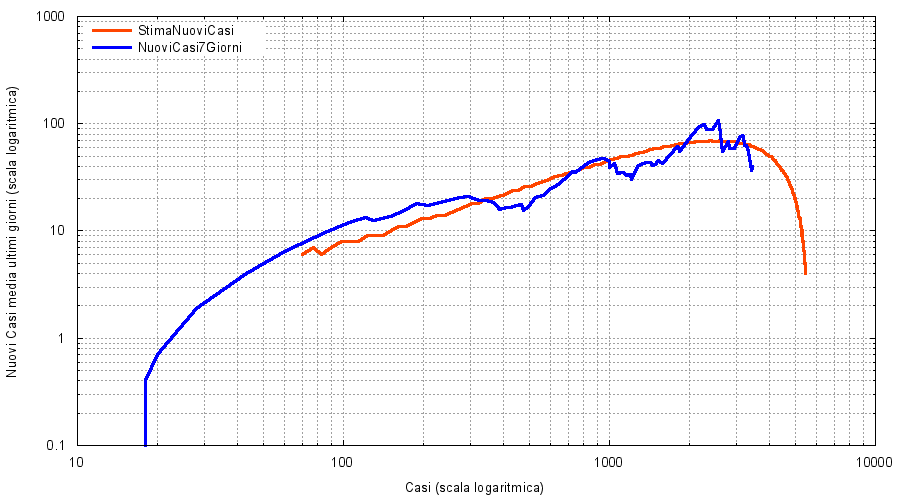 1000
StimaNuoviCasi
NuoviCasi7Giorni
100
10
1
0.1
Nuovi Casi media ultimi giorni (scala logaritmica)
10
100
1000
10000
Casi (scala logaritmica)